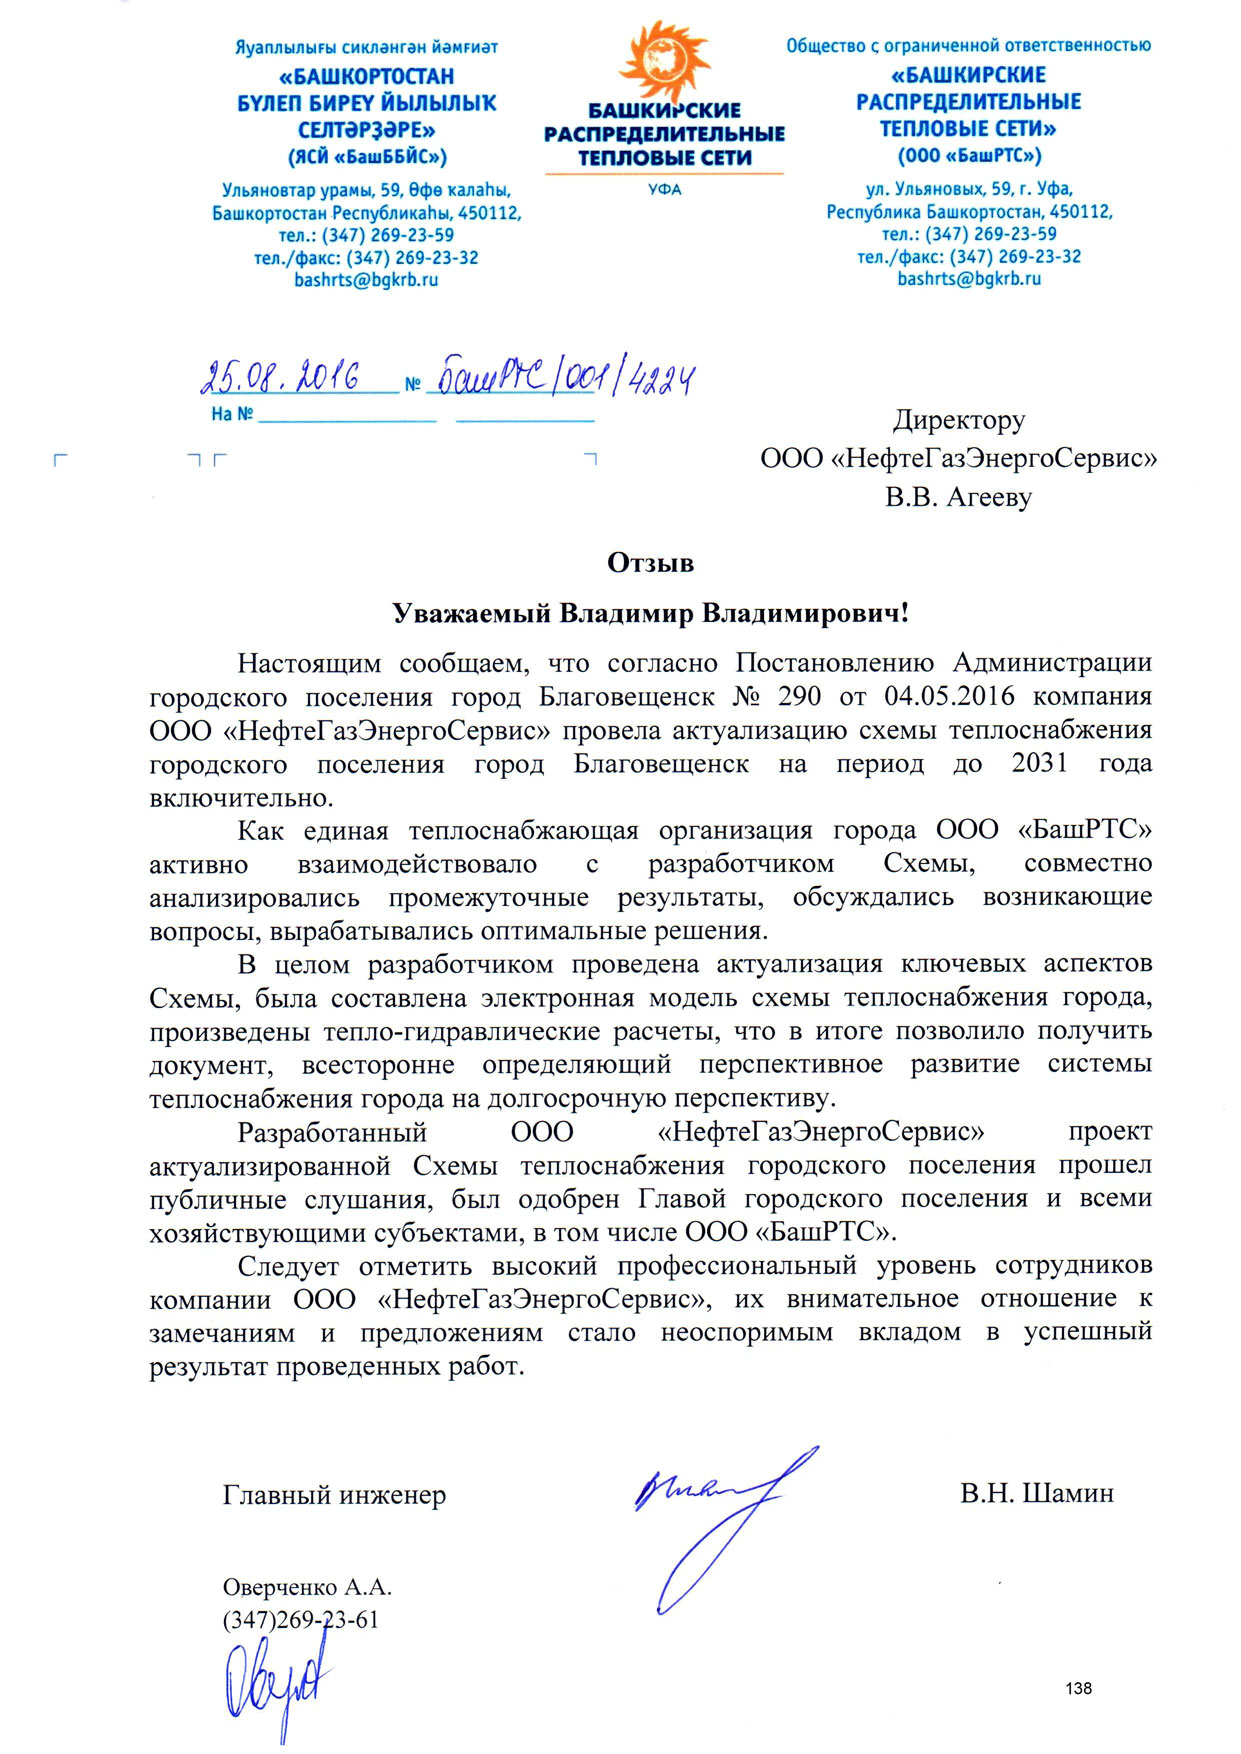 Яуаплылығы сикләнгән йәмғиәт
«БАШКОРТОСТАН
БҮЛЕП БИРЕҮ ЙЫЛЫЛЫҠ
СЕЛТӘРҘӘРЕ»
(ЯСЙ «БашББЙС»)
Ульяновтар урамы, 59, Өфө ҡалаһы,
Башкортостан Республикаһы, 450112,
тел.: (347) 269-23-59
тел./факс: (347) 269-23-32
bashrts@bgkrb.ru
БАШКИРСКИЕ
РАСПРЕДЕЛИТЕЛЬНЫЕ
ТЕПЛОВЫЕ СЕТИ
УФА
Общество с ограниченной ответственностью
«БАШКИРСКИЕ
РАСПРЕДЕЛИТЕЛЬНЫЕ
ТЕПЛОВЫЕ СЕТИ»
(ООО «БашРТС»)
ул. Ульяновых, 59, г. Уфа,
Республика Башкортостан, 450112,
тел.: (347) 269-23-59
тел./факс: (347) 269-23-32
bashrts@bgkrb.ru
25.08.2016 № БашРТС/001/4224
На №
Директору
ООО «НефтеГазЭнергоСервис»
В.В. Агееву
Отзыв
Уважаемый Владимир Владимирович!
Настоящим сообщаем, что согласно Постановлению Администрации
городского поселения город Благовещенск № 290 от 04.05.2016 компания
ООО «НефтеГазЭнергоСервис» провела актуализацию схемы теплоснабжения
городского поселения город Благовещенск на период до 2031 года
включительно.
Как единая теплоснабжающая организация города ООО «БашРТС»
активно взаимодействовало с разработчиком Схемы, совместно
анализировались промежуточные результаты, обсуждались возникающие
вопросы, вырабатывались оптимальные решения.
В целом разработчиком проведена актуализация ключевых аспектов
Схемы, была составлена электронная модель схемы теплоснабжения города,
произведены тепло-гидравлические расчеты, что в итоге позволило получить
документ, всесторонне определяющий перспективное развитие системы
теплоснабжения города на долгосрочную перспективу.
Разработанный ООО «НефтеГазЭнергоСервис» проект
актуализированной Схемы теплоснабжения городского поселения прошел
публичные слушания, был одобрен Главой городского поселения и всеми
хозяйствующими субъектами, в том числе ООО «БашРТС».
Следует отметить высокий профессиональный уровень сотрудников
компании ООО «НефтеГазЭнергоСервис», их внимательное отношение к
замечаниям и предложениям стало неоспоримым вкладом в успешный
результат проведенных работ.
Главный инженер В.Н. Шамин
Оверченко А.А.
(347)269-23-61
138